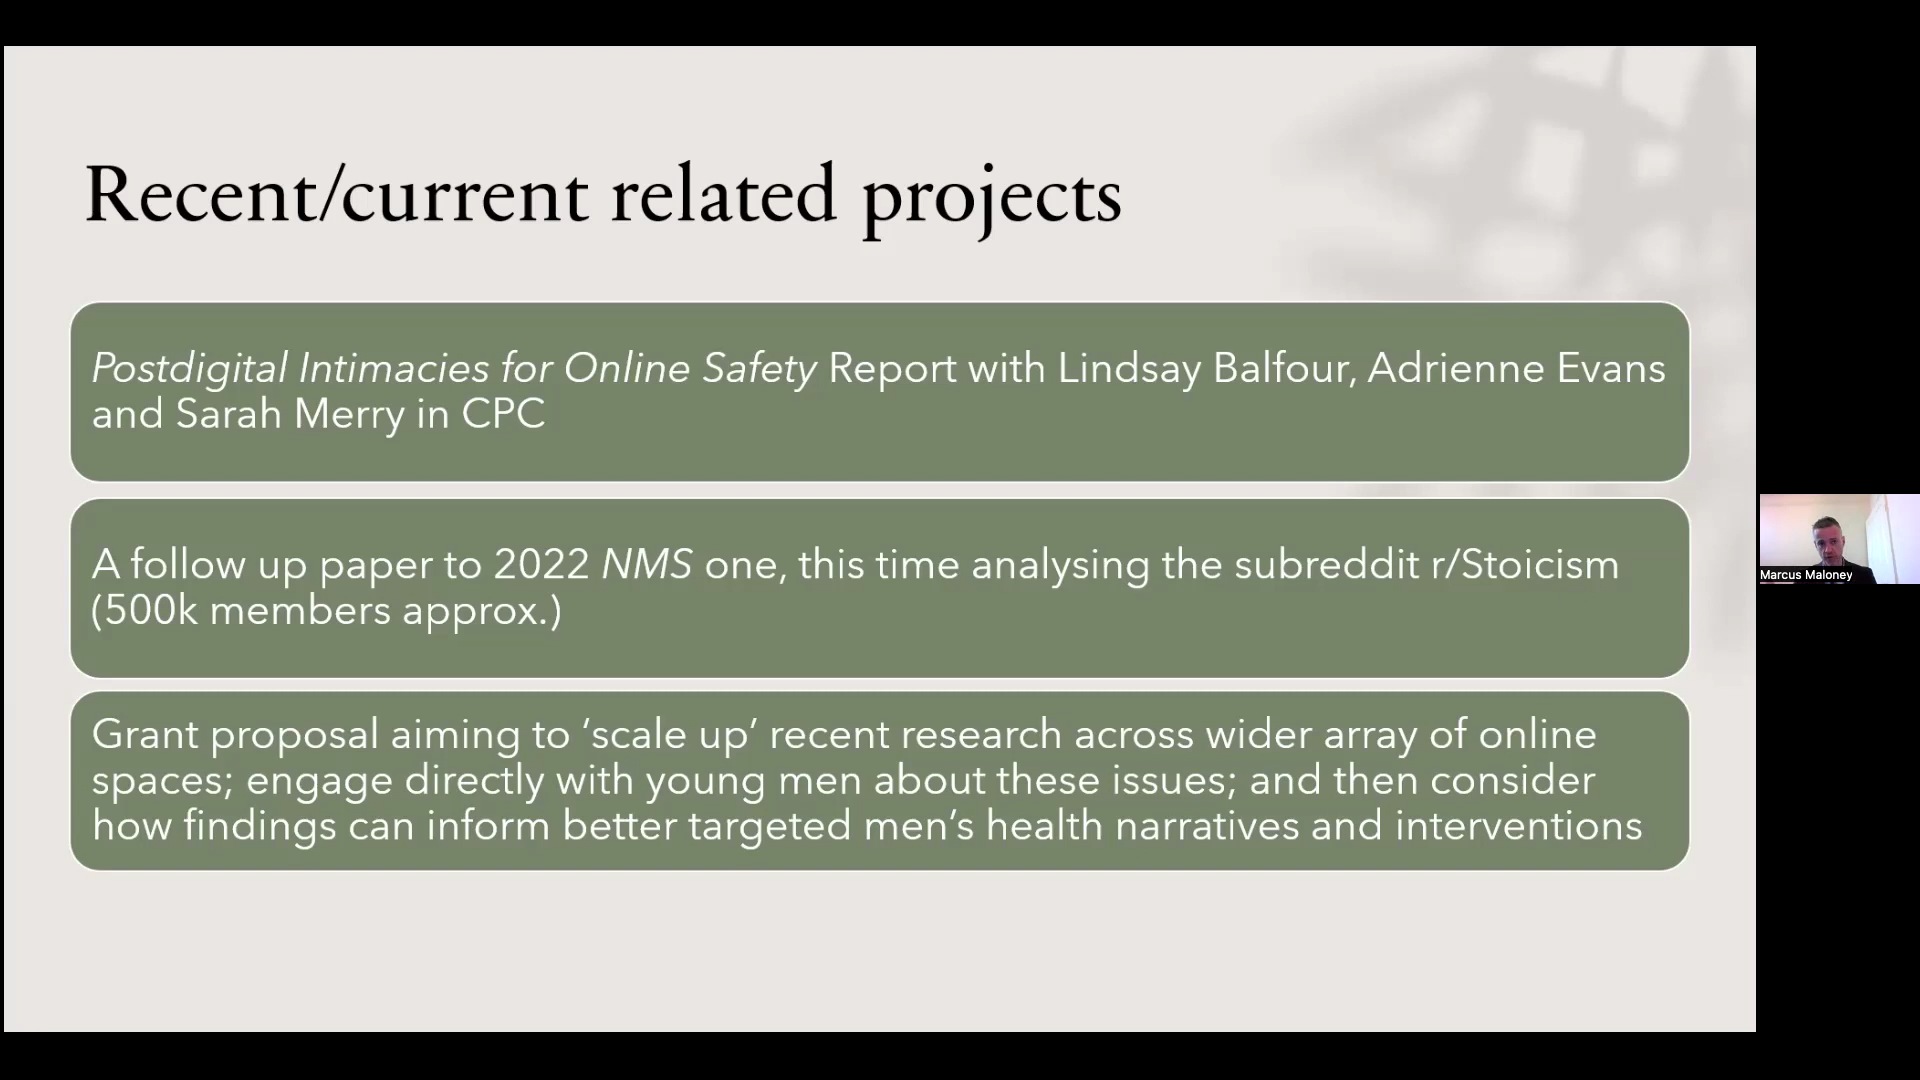 Recent/current related projects
Postdigital Intimacies for Online Safety Report with Lindsay Balfour, Adrienne Evans
and Sarah Merry in CPC
A follow up paper to 2022 NMS one, this time analysing the subreddit r/Stoicism
(500k members approx.)
Grant proposal aiming to ‘scale up’ recent research across wider array of online
spaces; engage directly with young men about these issues; and then consider
how findings can inform better targeted men’s health narratives and interventions
Marcus Maloney